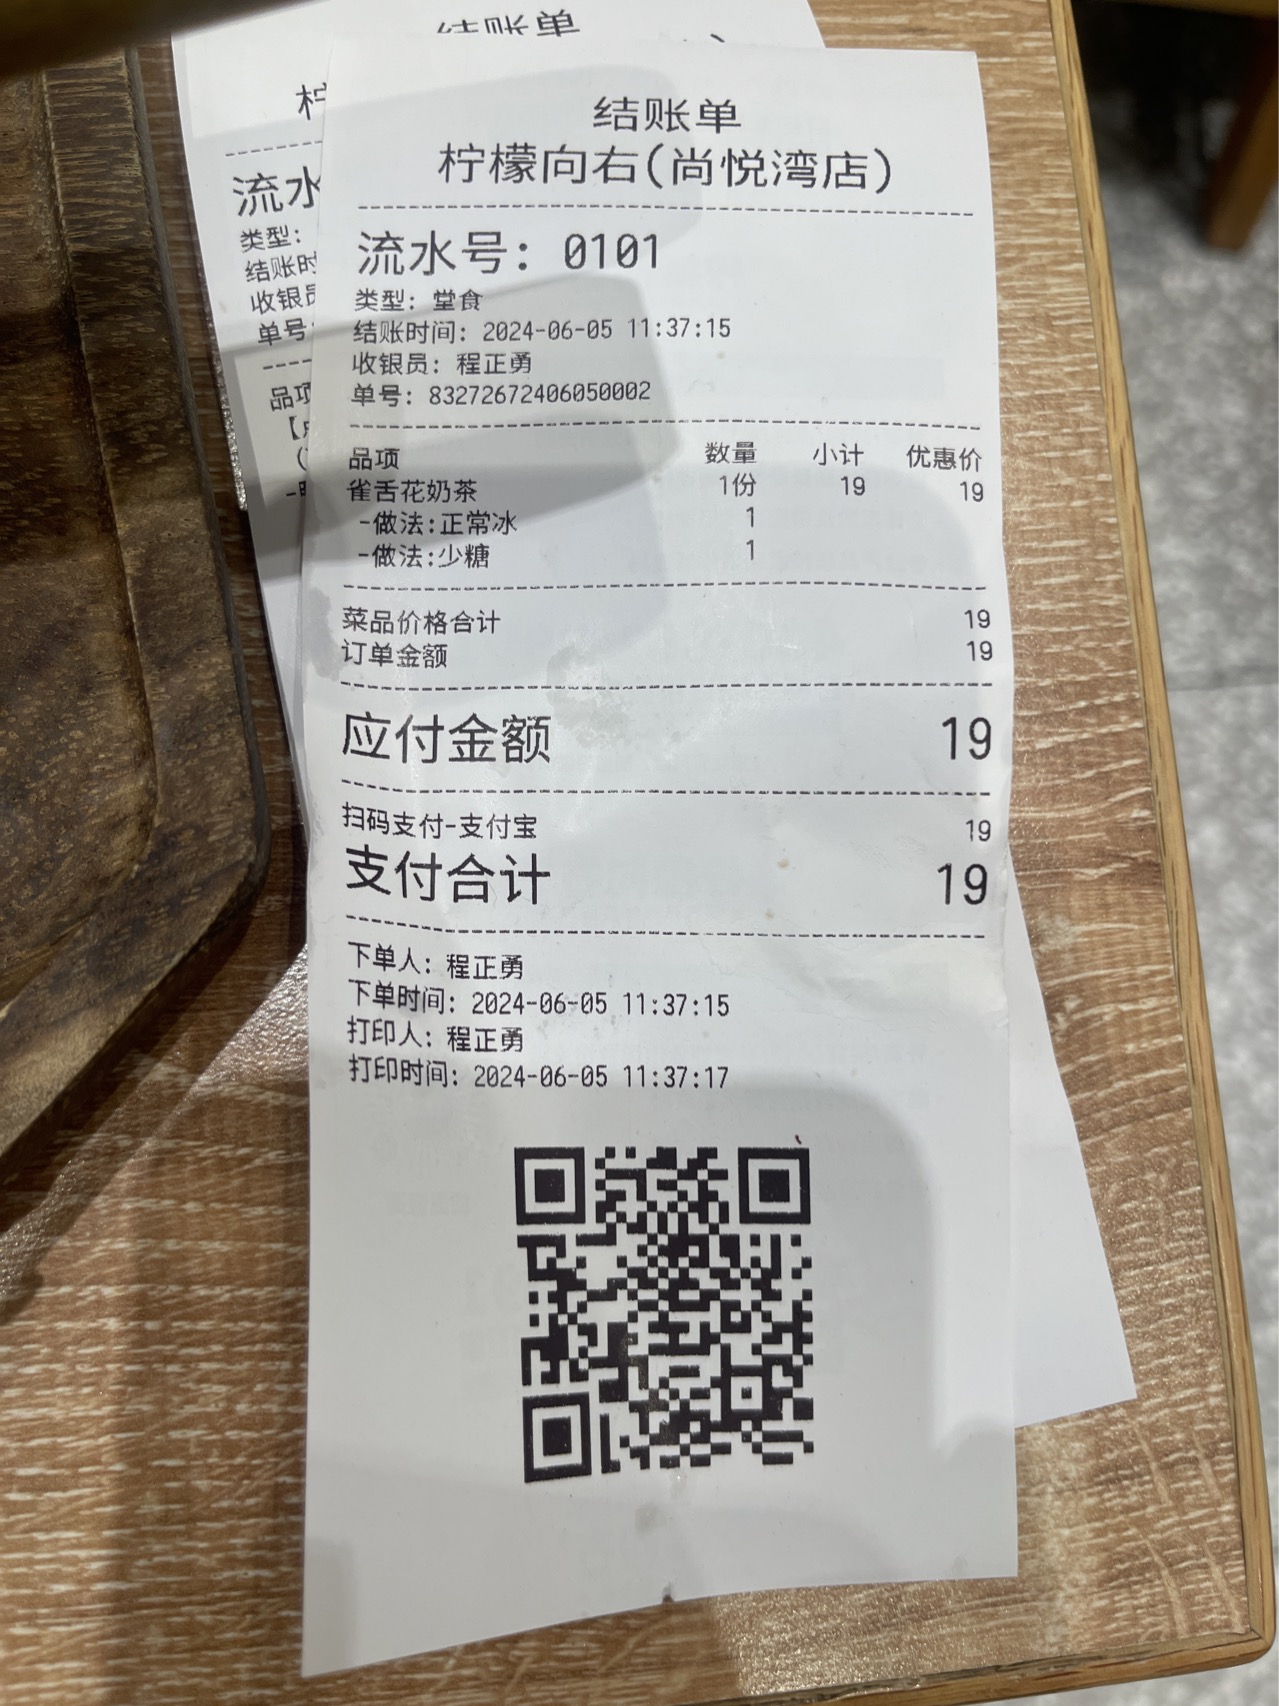 结账单
柠
流水
类型:
结账时
收银员
单号:
品项
结账单
柠檬向右(尚悦湾店)
流水号: 0101
类型: 堂食
结账时间: 2024-06-05 11:37:15
收银员: 程正勇
单号: 83272672406050002
品项 数量 小计 优惠价
雀舌花奶茶 1份 19 19
-做法:正常冰 1
-做法:少糖 1
菜品价格合计 19
订单金额 19
应付金额 19
扫码支付-支付宝 19
支付合计 19
下单人: 程正勇
下单时间: 2024-06-05 11:37:15
打印人: 程正勇
打印时间: 2024-06-05 11:37:17